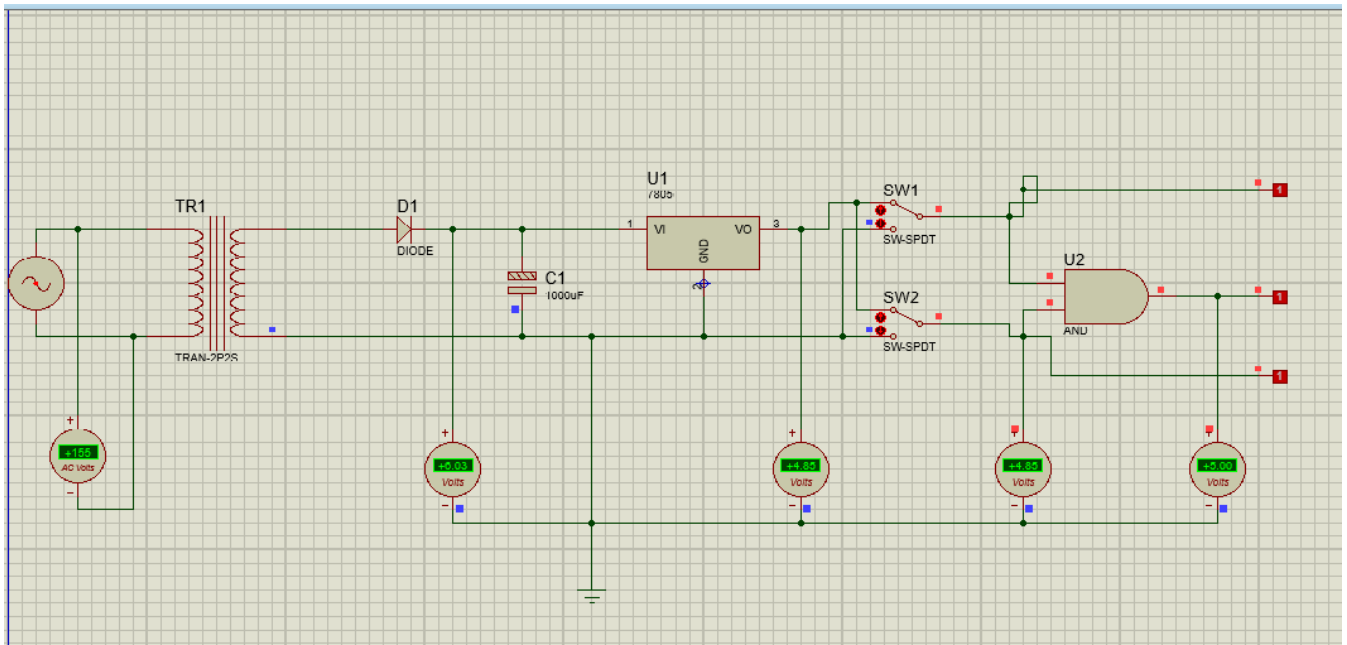 TR1
TRAN-2P2S
+155
AC Volts
D1
DIODE
C1
1000uF
+6.03
Volts
U1
7805
1
VI
VO
3
GND
2
+4.85
Volts
SW1
SW-SPDT
SW2
SW-SPDT
U2
AND
+4.85
Volts
+5.00
Volts
1
1
1